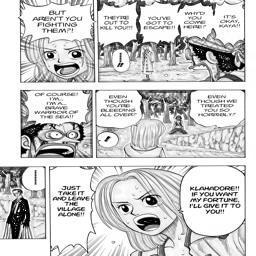 IT'S
OKAY,
KAYA!!
WHY'D
YOU
COME
HERE?
YOU'VE
GOT TO
ESCAPE!!
THEY'RE
OUT TO
KILL YOU!!!
BUT
AREN'T YOU
FIGHTING
THEM?!
EVEN
THOUGH WE
TREATED
YOU SO
HORRIBLY?
EVEN
THOUGH
YOU'RE
BLEEDING
ALL OVER?
!
OF COURSE!
I'M...
I'M A...
BRAVE
WARRIOR OF
THE SEA!!
KLAHADORE!!
IF YOU WANT
MY FORTUNE,
I'LL GIVE IT TO
YOU!!
JUST
TAKE IT
AND LEAVE
THE
VILLAGE
ALONE!!